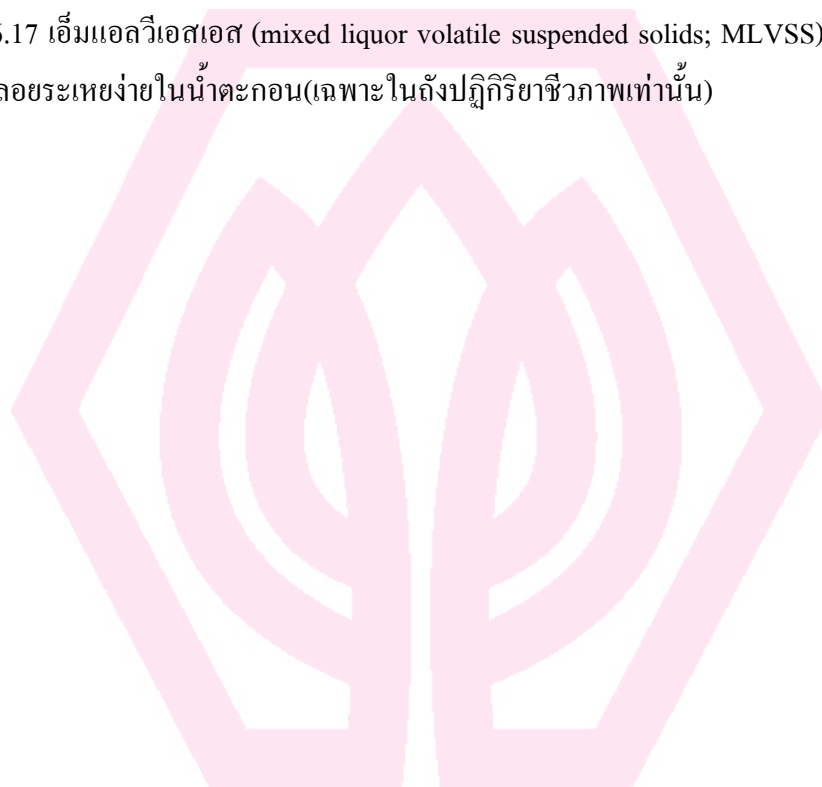 .17 เอ็มแอลวีเอสเอส (mixed liquor volatile suspended solids; MLVSS)
ลอยระเหยง่ายในน้ำตะกอน(เฉพาะในถังปฏิกิริยาชีวภาพเท่านั้น)